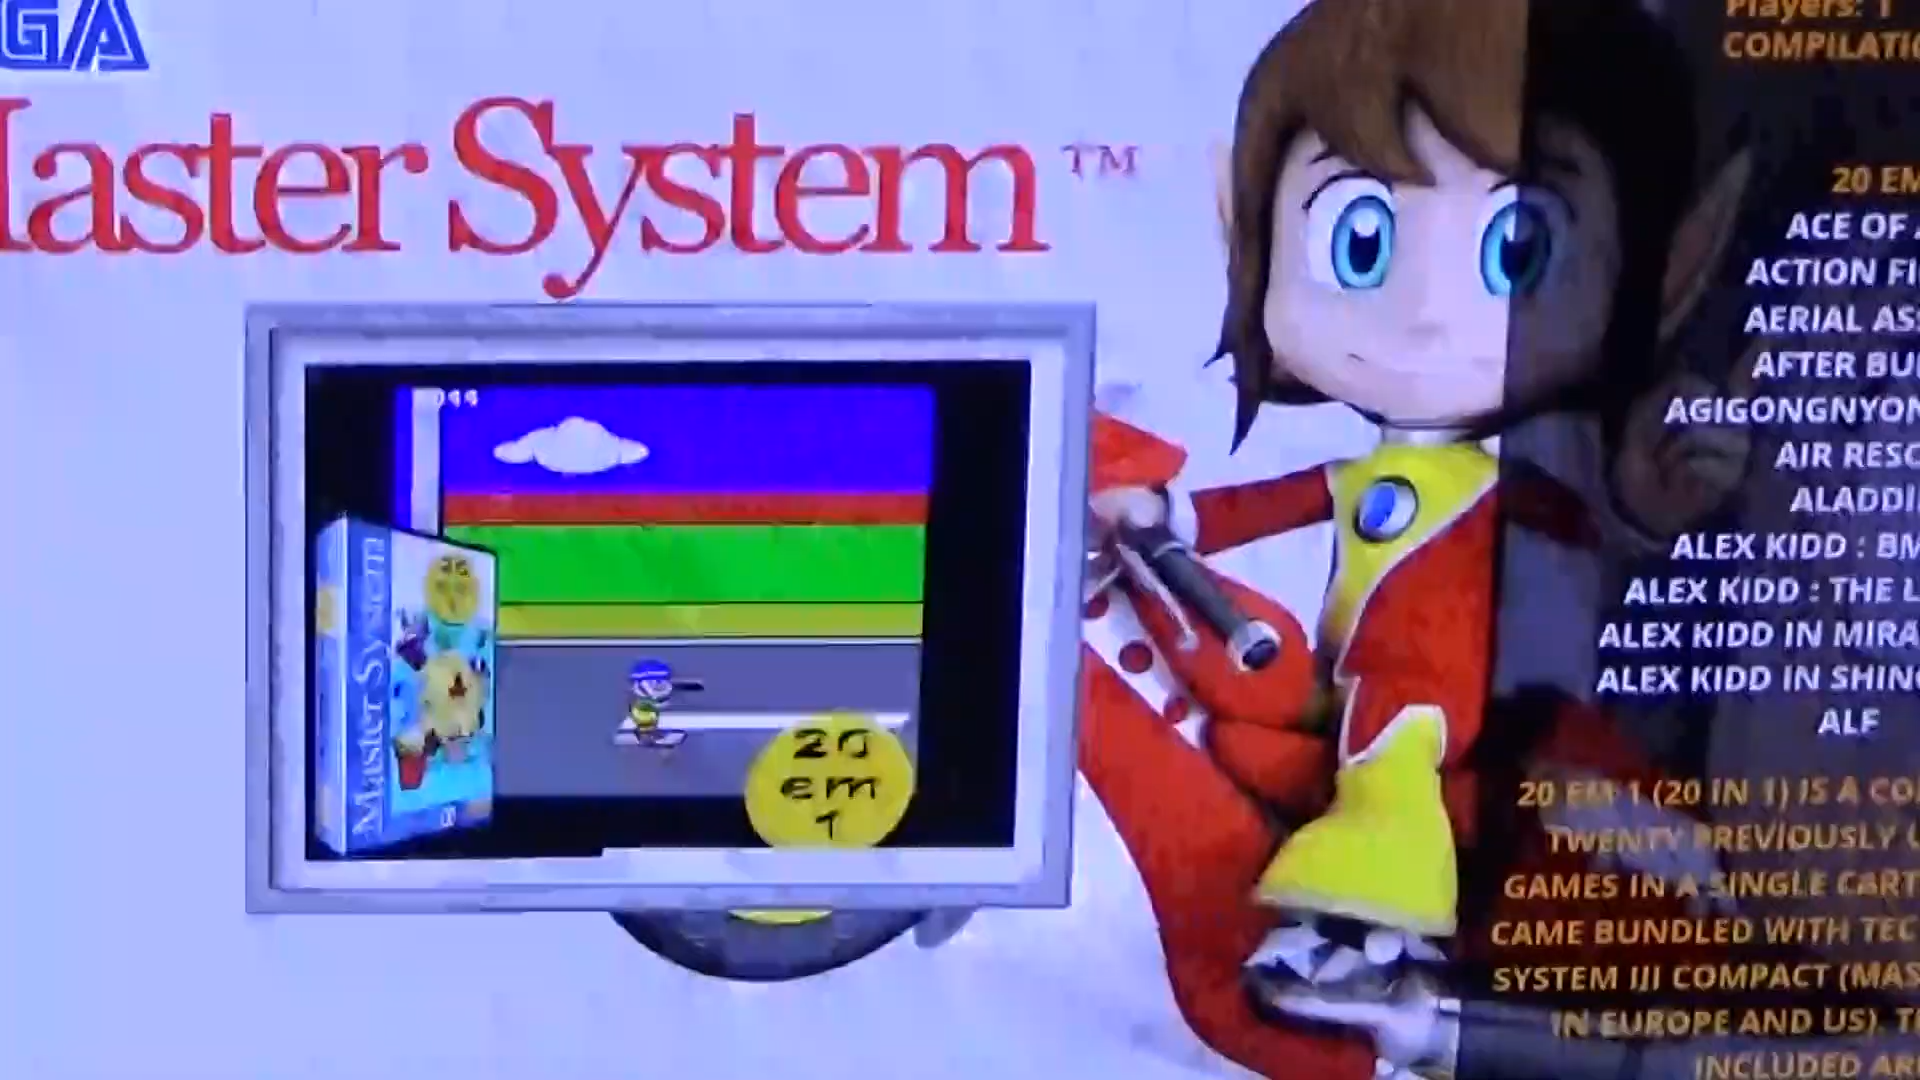 GA
Master System™
Players: 1
COMPILATIO
20 EM
ACE OF A
ACTION FI
AERIAL ASS
AFTER BU
AGIGONGNYON
AIR RESC
ALADDI
ALEX KIDD : BM
ALEX KIDD : THE L
ALEX KIDD IN MIRA
ALEX KIDD IN SHIN
ALF
044
Master System
20
em
1
20 EM 1 (20 IN 1) IS A CO
TWENTY PREVIOUSLY U
GAMES IN A SINGLE CART
CAME BUNDLED WITH TEC
SYSTEM III COMPACT (MAS
IN EUROPE AND US). T
INCLUDED AR